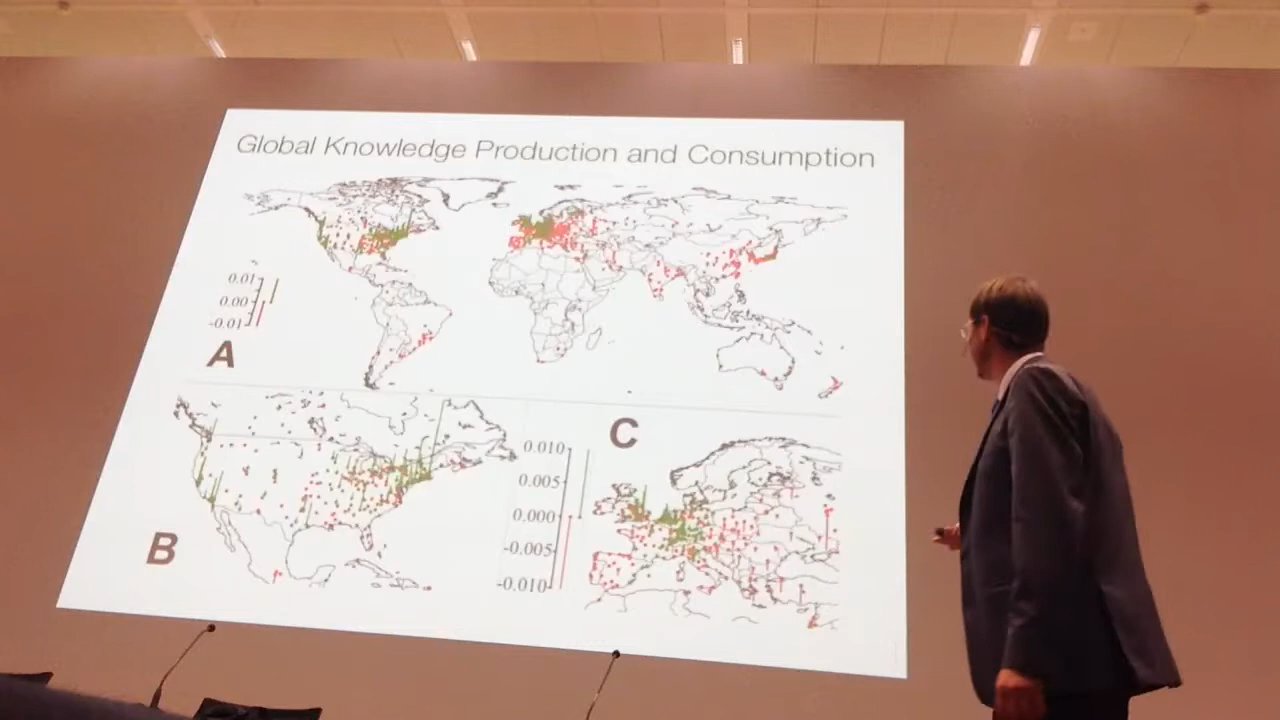 Global Knowledge Production and Consumption
0.01
0.00
-0.01
A
B
C
0.010
0.005
0.000
-0.005
-0.010